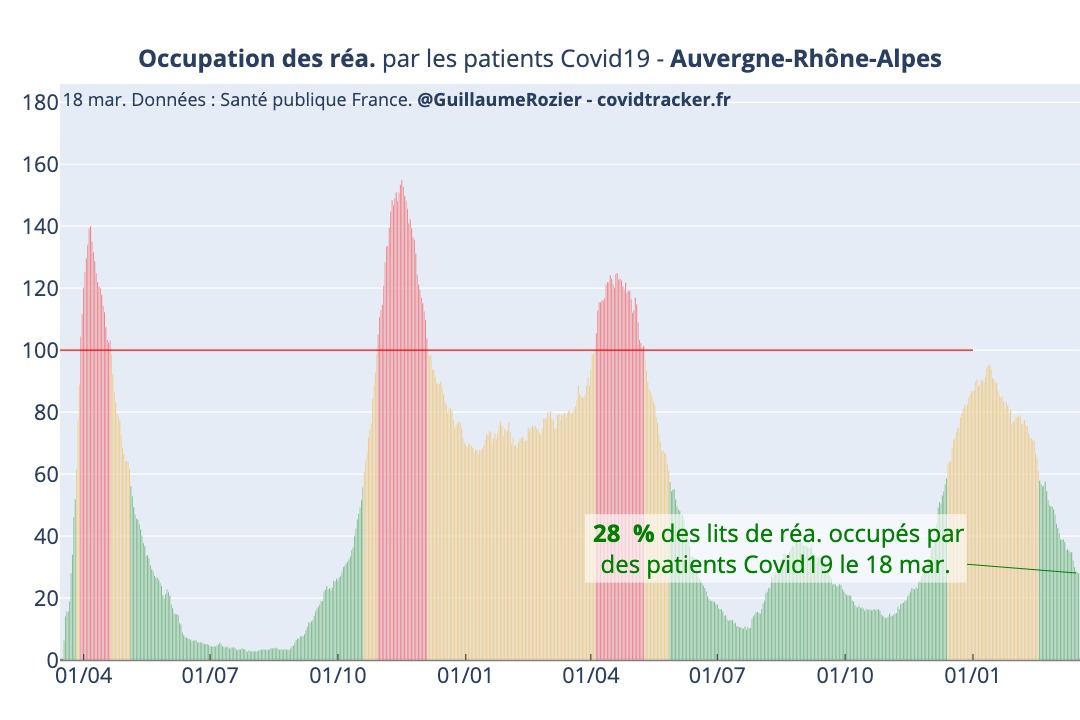 Occupation des réa. par les patients Covid19 - Auvergne-Rhône-Alpes
18 mar. Données : Santé publique France. @GuillaumeRozier - covidtracker.fr
180
160
140
120
100
80
60
40
20
0
28 % des lits de réa. occupés par
des patients Covid19 le 18 mar.
01/04 01/07 01/10 01/01 01/04 01/07 01/10 01/01